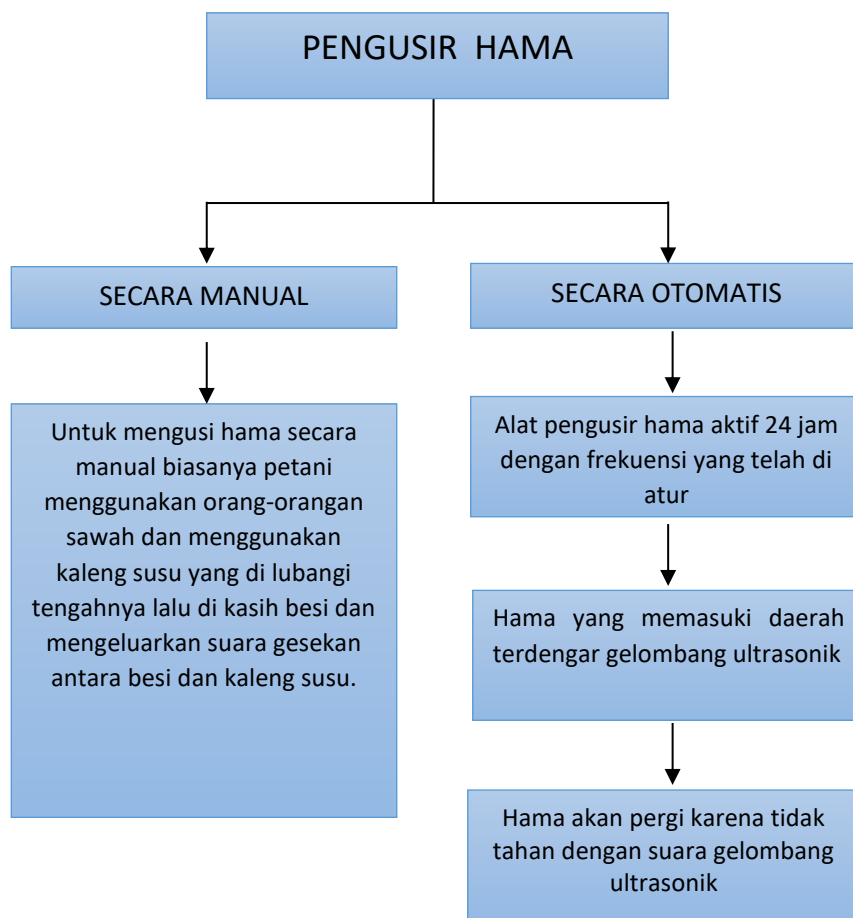 PENGUSIR HAMA
SECARA MANUAL
Untuk mengusi hama secara
manual biasanya petani
menggunakan orang-orangan
sawah dan menggunakan
kaleng susu yang di lubangi
tengahnya lalu di kasih besi dan
mengeluarkan suara gesekan
antara besi dan kaleng susu.
SECARA OTOMATIS
Alat pengusir hama aktif 24 jam
dengan frekuensi yang telah di
atur
Hama yang memasuki daerah
terdengar gelombang ultrasonik
Hama akan pergi karena tidak
tahan dengan suara gelombang
ultrasonik